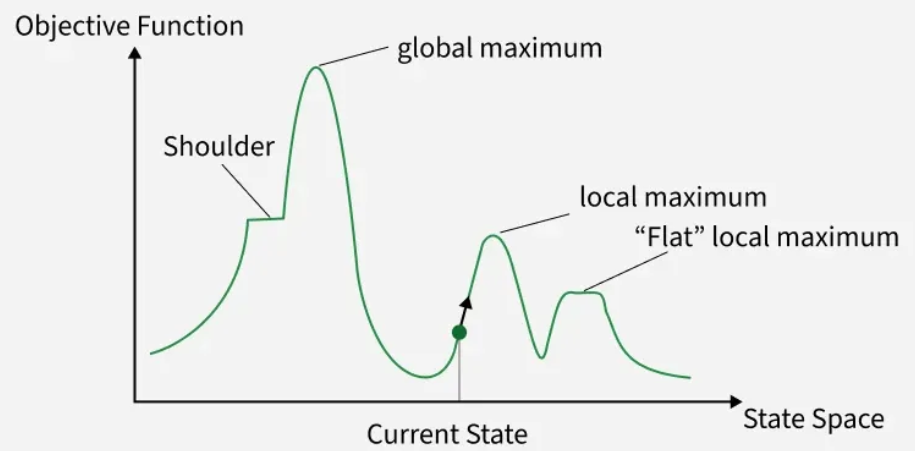 Objective Function
global maximum
Shoulder
local maximum
“Flat” local maximum
State Space
Current State